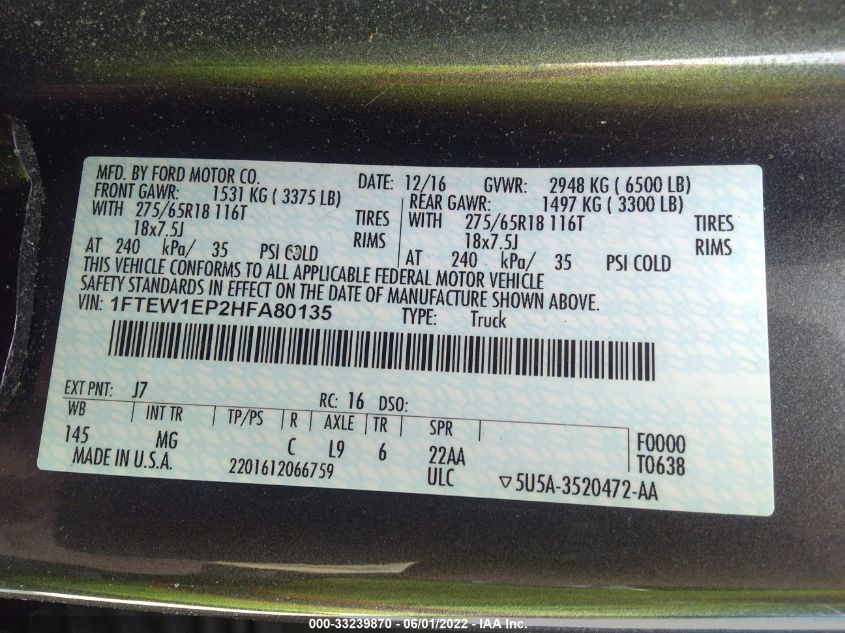 MFD. BY FORD MOTOR CO. DATE: 12/16 GVWR: 2948 KG ( 6500 LB)
FRONT GAWR: 1531 KG ( 3375 LB) REAR GAWR: 1497 KG ( 3300 LB)
WITH 275/65R18 116T TIRES WITH 275/65R18 116T TIRES
18x7.5J RIMS 18x7.5J RIMS
AT 240 kPa/ 35 PSI COLD AT 240 kPa/ 35 PSI COLD
THIS VEHICLE CONFORMS TO ALL APPLICABLE FEDERAL MOTOR VEHICLE
SAFETY STANDARDS IN EFFECT ON THE DATE OF MANUFACTURE SHOWN ABOVE.
VIN: 1FTEW1EP2HFA80135 TYPE: Truck
EXT PNT: J7 RC: 16 DSO:
WB INT TR TP/PS R AXLE TR SPR
145 MG C L9 6 22AA F0000
MADE IN U.S.A. 2201612066759 ULC T0638
▽5U5A-3520472-AA
000-33239870 - 06/01/2022 - IAA Inc.